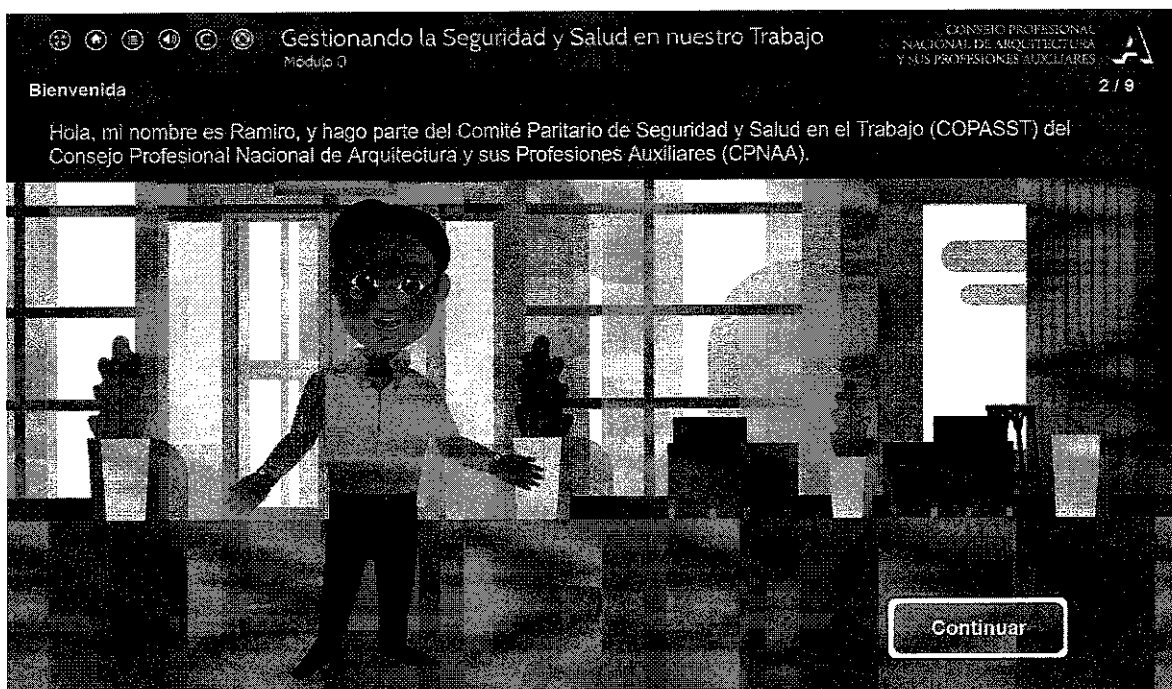 Gestionando la Seguridad y Salud en nuestro Trabajo
Módulo 0
CONSEJO PROFESIONAL
NACIONAL DE ARQUITECTURA
Y SUS PROFESIONES AUXILIARES
Bienvenida
2 / 9
Hola, mi nombre es Ramiro, y hago parte del Comité Paritario de Seguridad y Salud en el Trabajo (COPASST) del
Consejo Profesional Nacional de Arquitectura y sus Profesiones Auxiliares (CPNAA).
Continuar